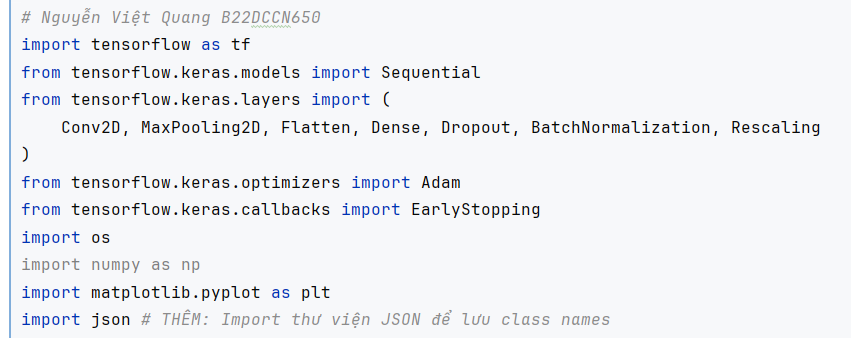 # Nguyễn Việt Quang B22DCCN650
import tensorflow as tf
from tensorflow.keras.models import Sequential
from tensorflow.keras.layers import (
    Conv2D, MaxPooling2D, Flatten, Dense, Dropout, BatchNormalization, Rescaling
)
from tensorflow.keras.optimizers import Adam
from tensorflow.keras.callbacks import EarlyStopping
import os
import numpy as np
import matplotlib.pyplot as plt
import json # THÊM: Import thư viện JSON để lưu class names